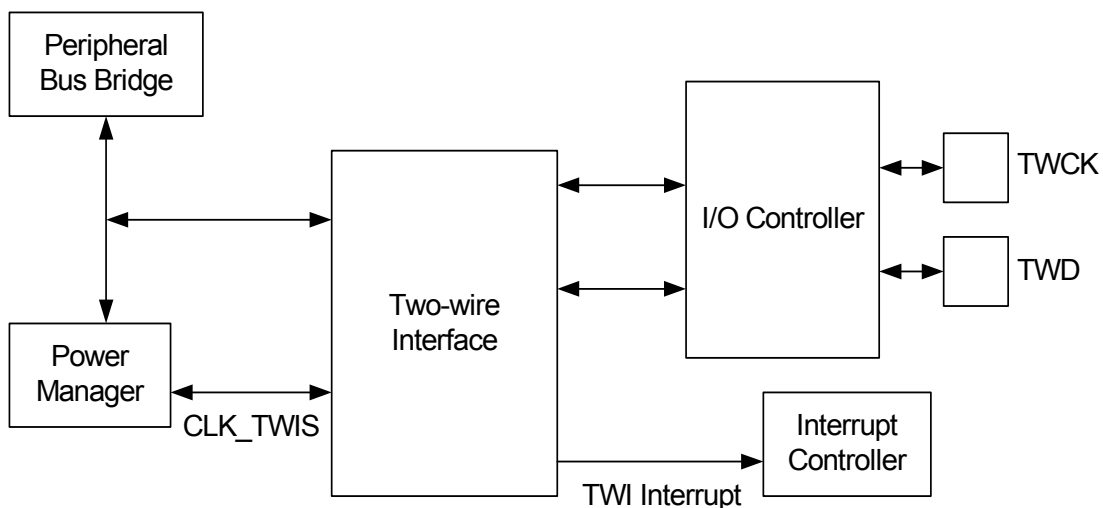 Peripheral
Bus Bridge
TWCK
I/O Controller
TWD
Two-wire
Interface
Power
Manager
CLK_TWIS
Interrupt
Controller
TWI Interrupt